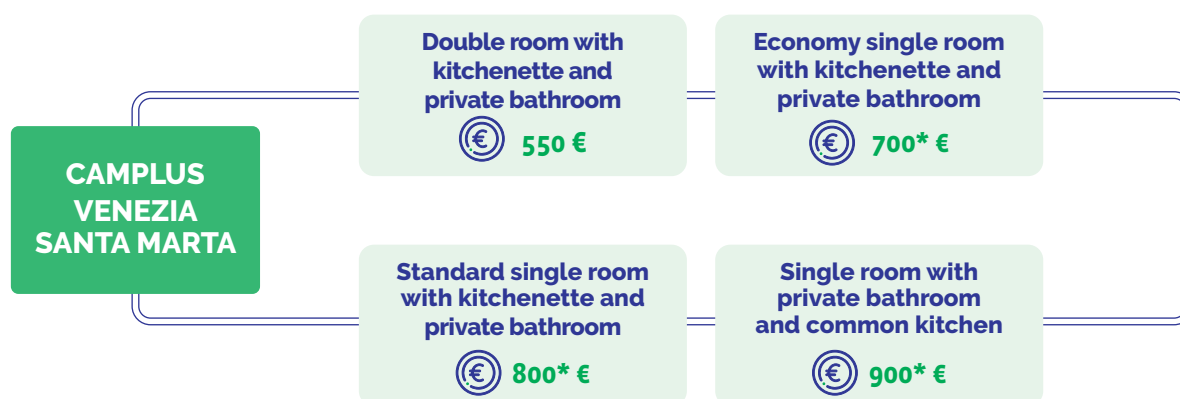 CAMPLUS
VENEZIA
SANTA MARTA
Double room with
kitchenette and
private bathroom
€ 550 €
Economy single room
with kitchenette and
private bathroom
€ 700* €
Standard single room
with kitchenette and
private bathroom
€ 800* €
Single room with
private bathroom
and common kitchen
€ 900* €